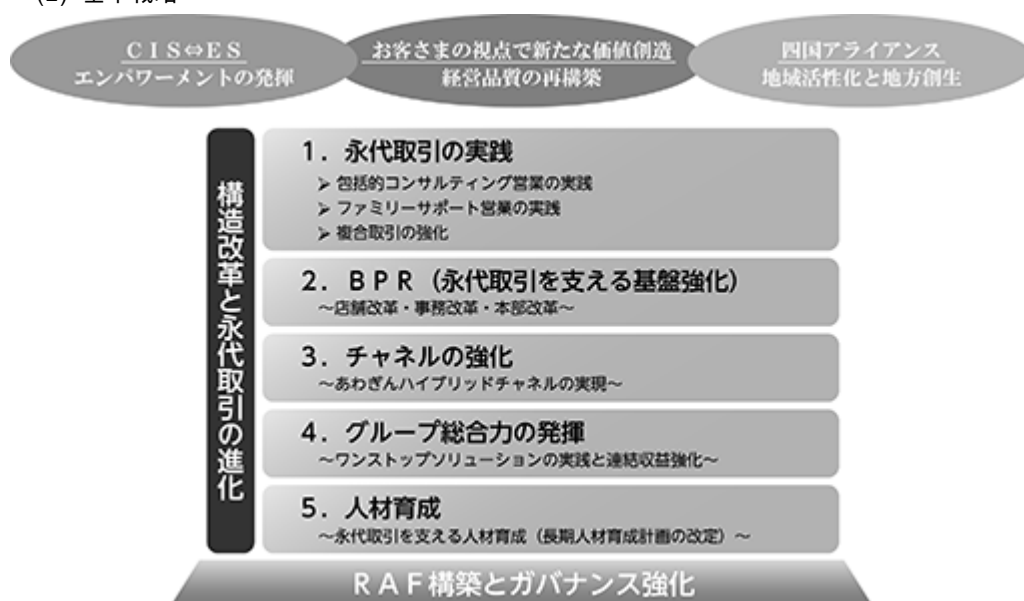 CIS⇔ES
エンパワーメントの発揮
お客さまの視点で新たな価値創造
経営品質の再構築
四国アライアンス
地域活性化と地方創生
構造改革と永代取引の進化
1．永代取引の実践
➢ 包括的コンサルティング営業の実践
➢ ファミリーサポート営業の実践
➢ 複合取引の強化
2．BPR（永代取引を支える基盤強化）
～店舗改革・事務改革・本部改革～
3．チャネルの強化
～あわぎんハイブリッドチャネルの実現～
4．グループ総合力の発揮
～ワンストップソリューションの実践と連結収益強化～
5．人材育成
～永代取引を支える人材育成（長期人材育成計画の改定）～
RAF構築とガバナンス強化